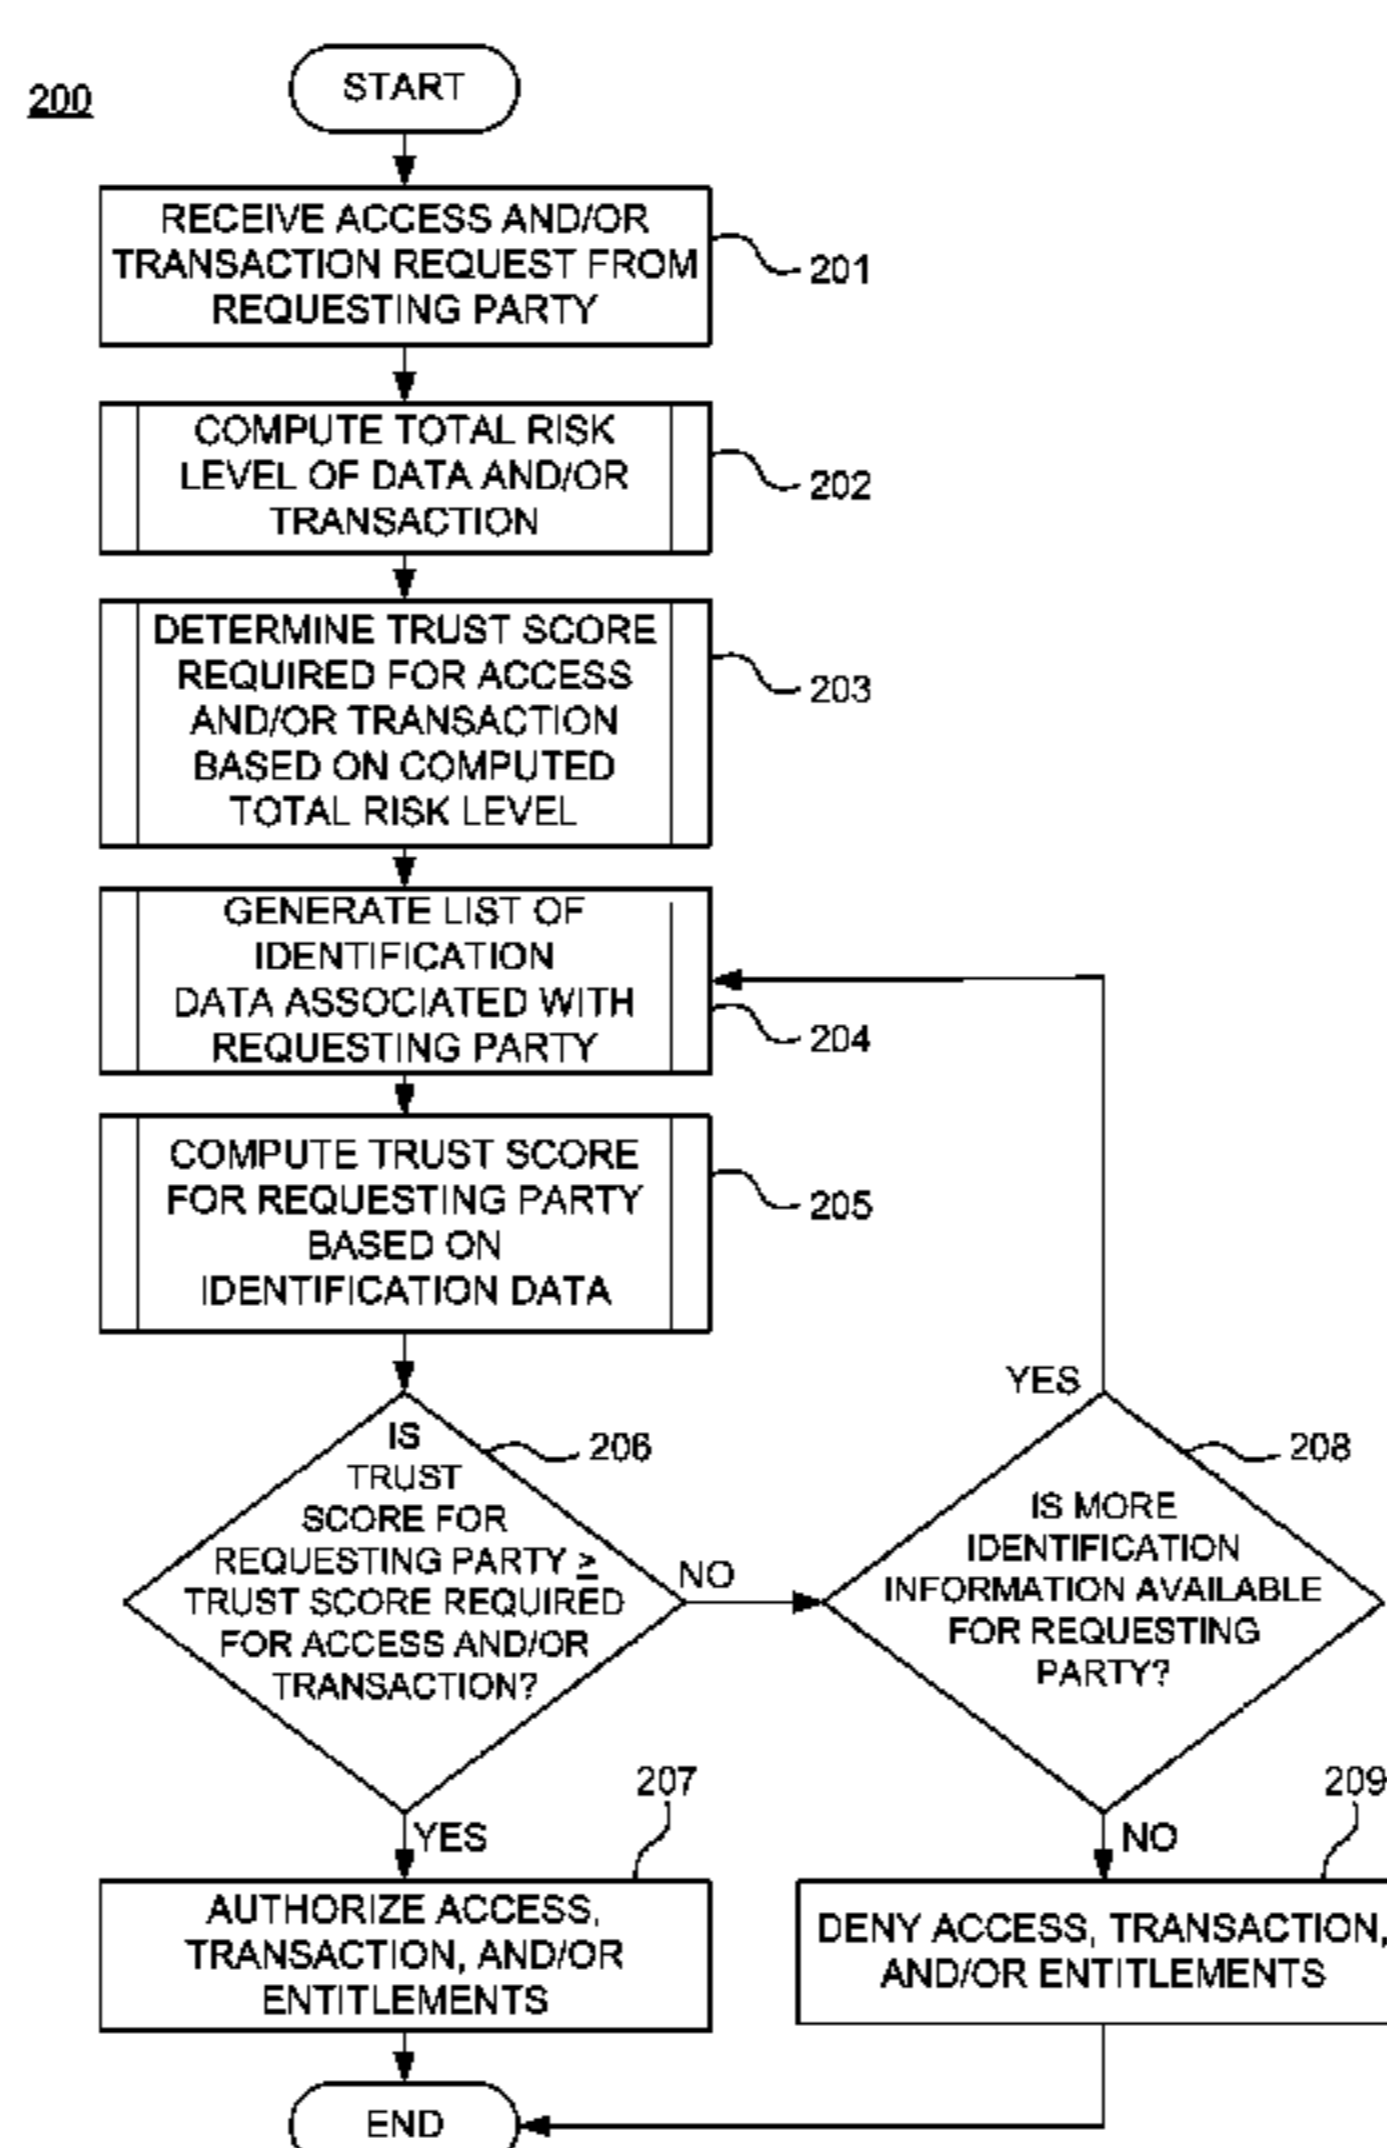 200
START
RECEIVE ACCESS AND/OR
TRANSACTION REQUEST FROM
REQUESTING PARTY
201
COMPUTE TOTAL RISK
LEVEL OF DATA AND/OR
TRANSACTION
202
DETERMINE TRUST SCORE
REQUIRED FOR ACCESS
AND/OR TRANSACTION
BASED ON COMPUTED
TOTAL RISK LEVEL
203
GENERATE LIST OF
IDENTIFICATION
DATA ASSOCIATED WITH
REQUESTING PARTY
204
COMPUTE TRUST SCORE
FOR REQUESTING PARTY
BASED ON
IDENTIFICATION DATA
205
IS
TRUST
SCORE FOR
REQUESTING PARTY ≥
TRUST SCORE REQUIRED
FOR ACCESS AND/OR
TRANSACTION?
206
NO
YES
YES
IS MORE
IDENTIFICATION
INFORMATION AVAILABLE
FOR REQUESTING
PARTY?
208
NO
207
AUTHORIZE ACCESS,
TRANSACTION, AND/OR
ENTITLEMENTS
209
DENY ACCESS, TRANSACTION,
AND/OR ENTITLEMENTS
END